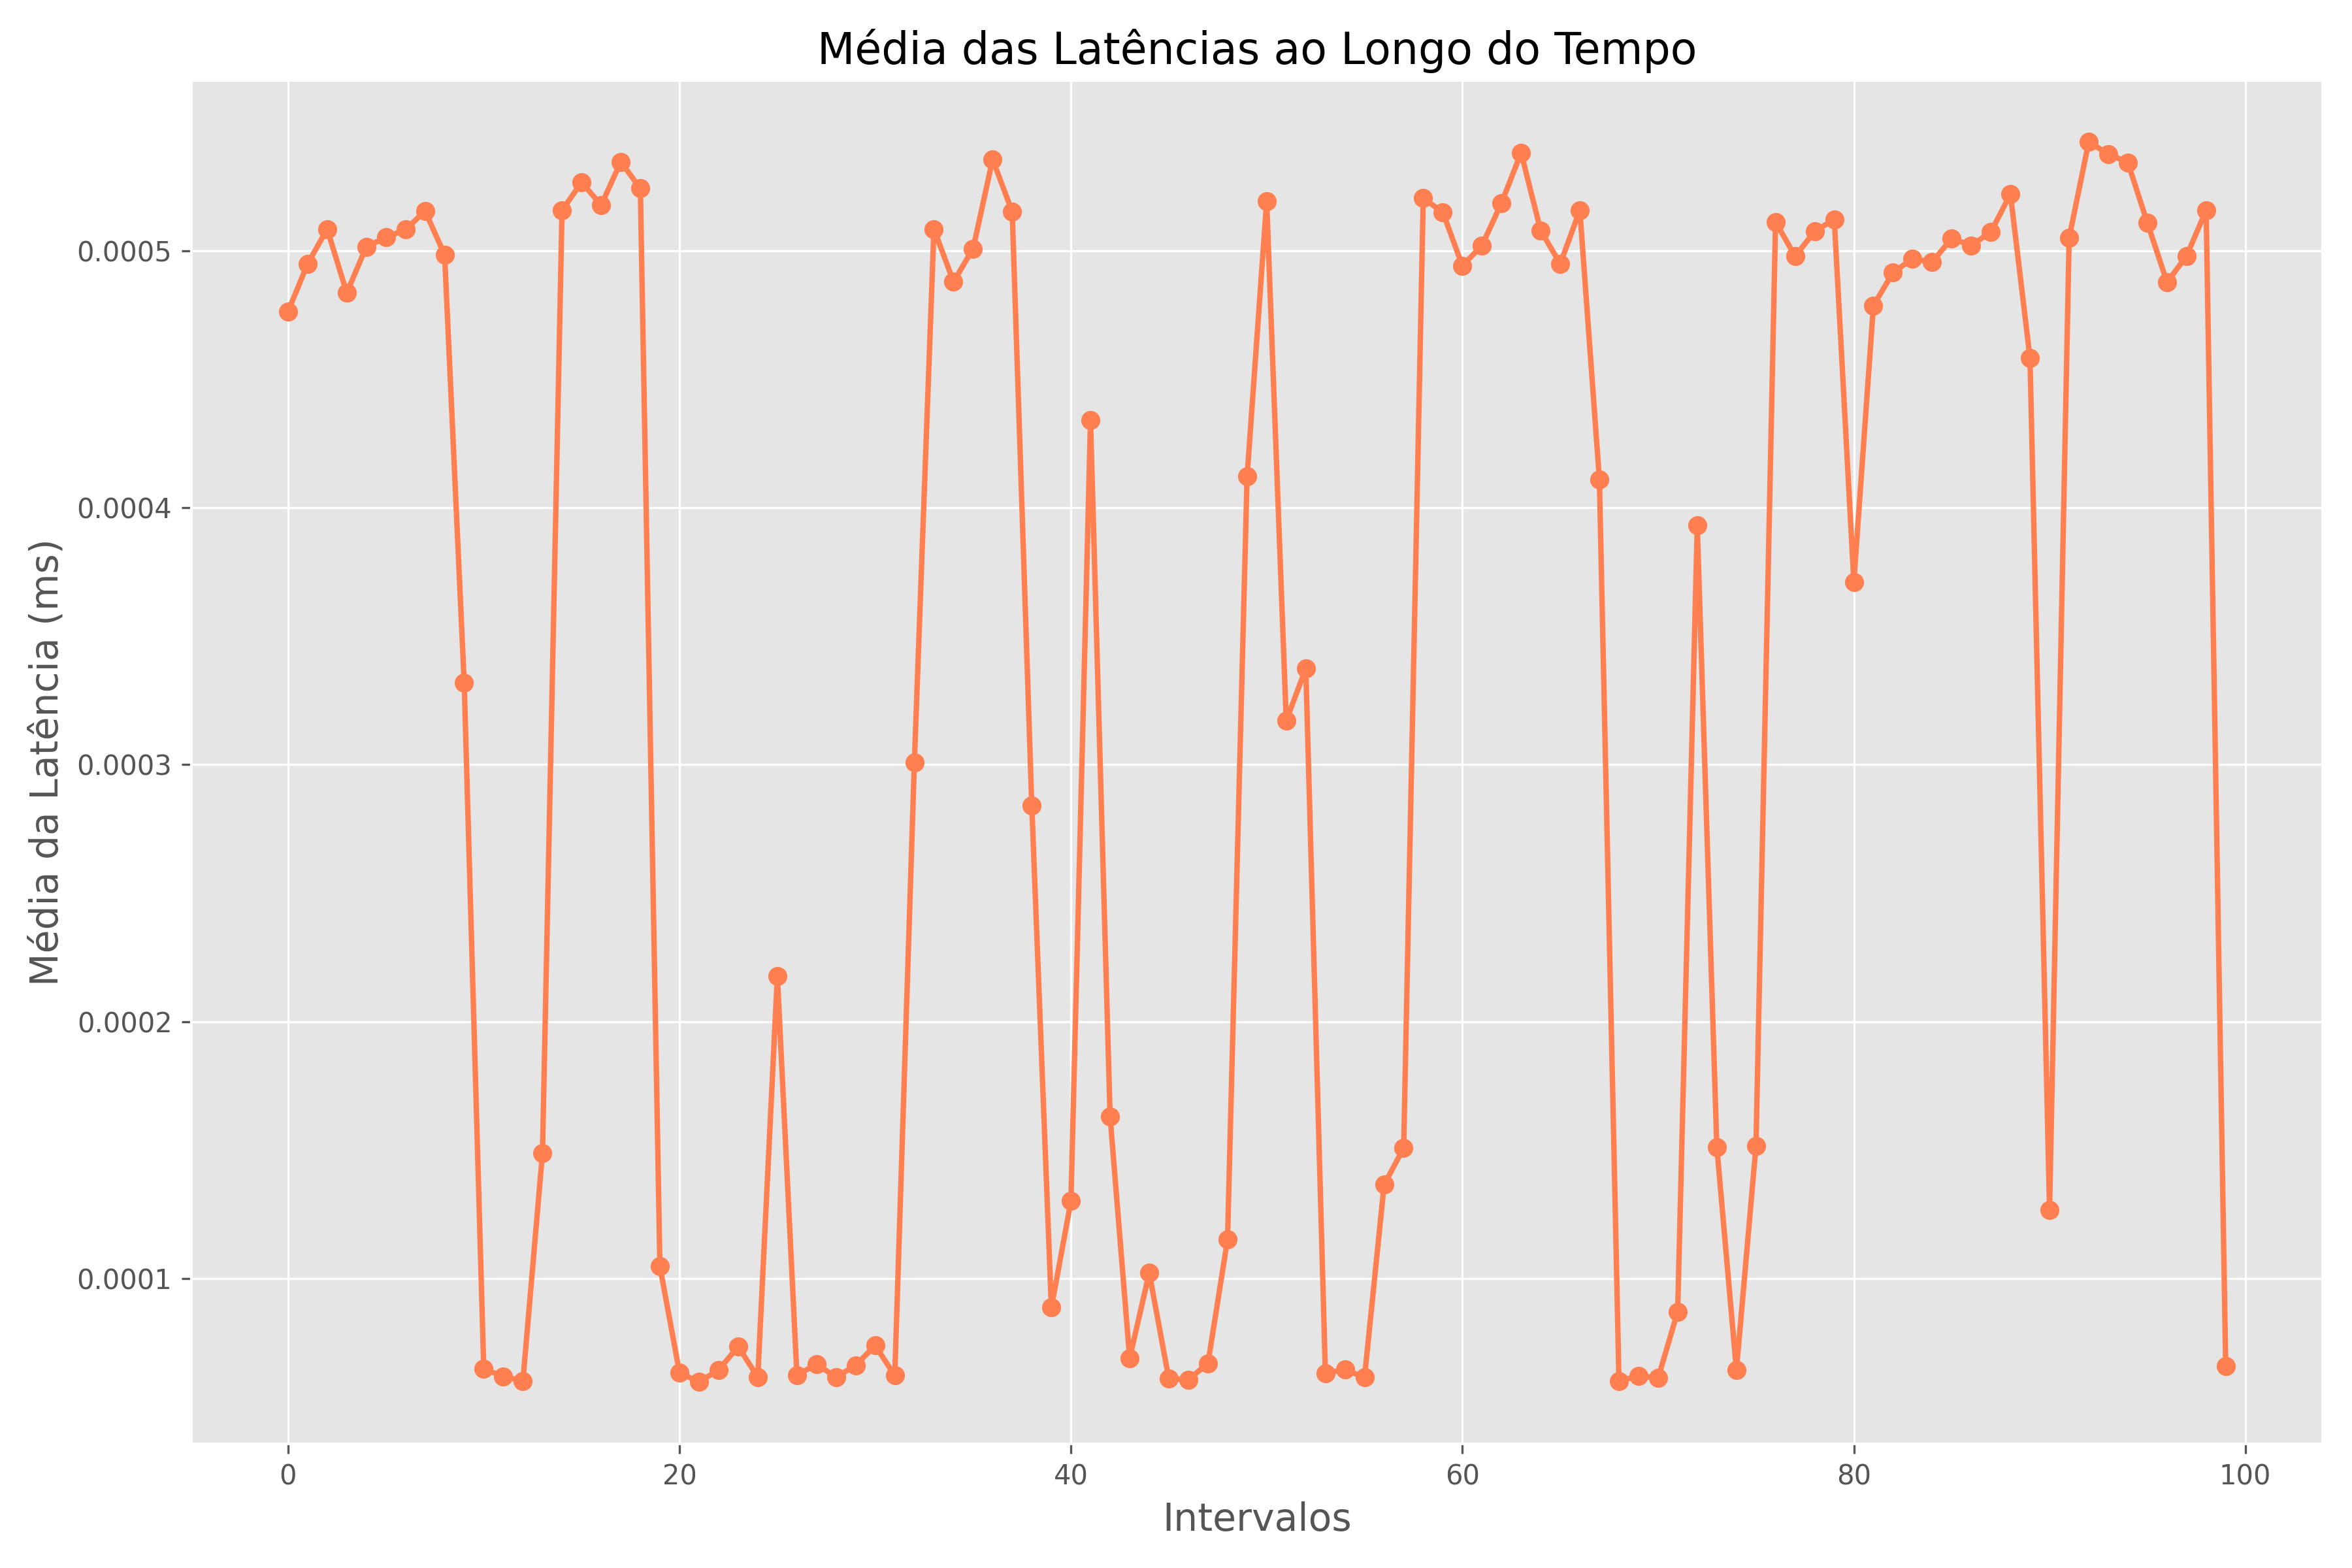 Média das Latências ao Longo do Tempo
Média da Latência (ms)
0.0005
0.0004
0.0003
0.0002
0.0001
0 20 40 60 80 100
Intervalos